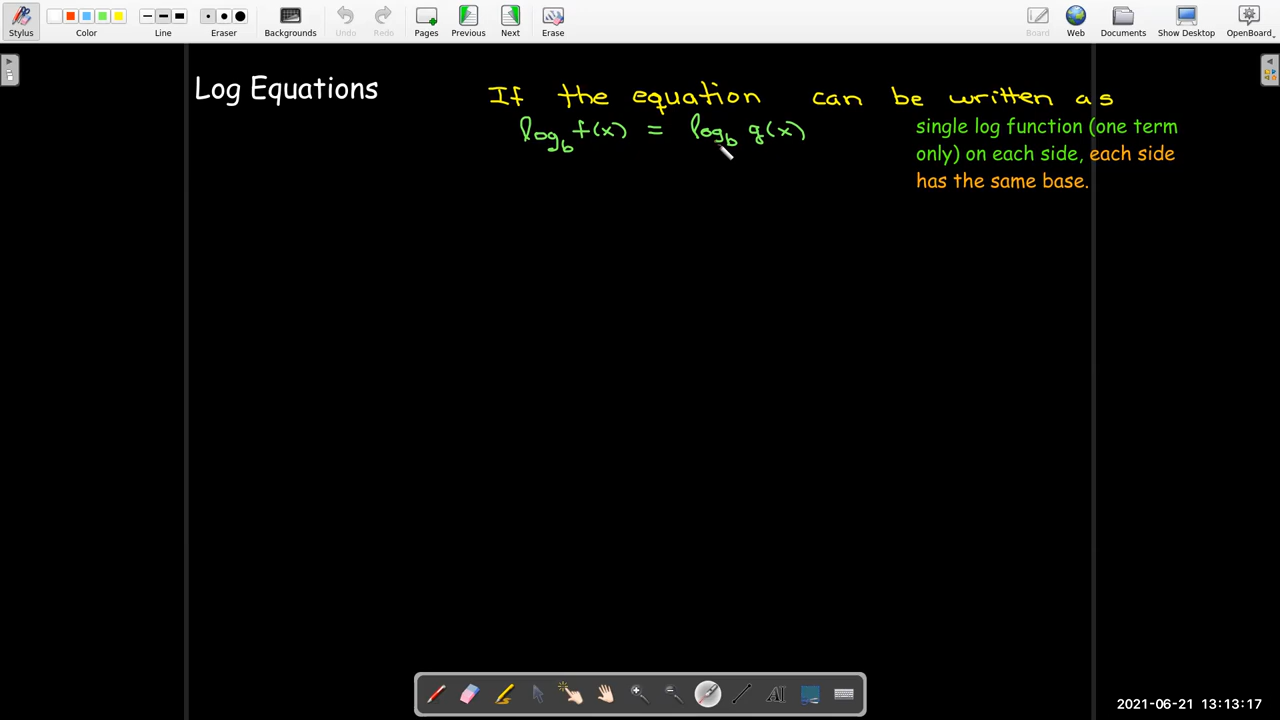 Stylus Color Line Eraser Backgrounds Undo Redo Pages Previous Next Erase Board Web Documents Show Desktop OpenBoard
Log Equations
If the equation can be written as
log_b f(x) = log_b g(x)
single log function (one term
only) on each side, each side
has the same base.
AI
2021-06-21 13:13:17